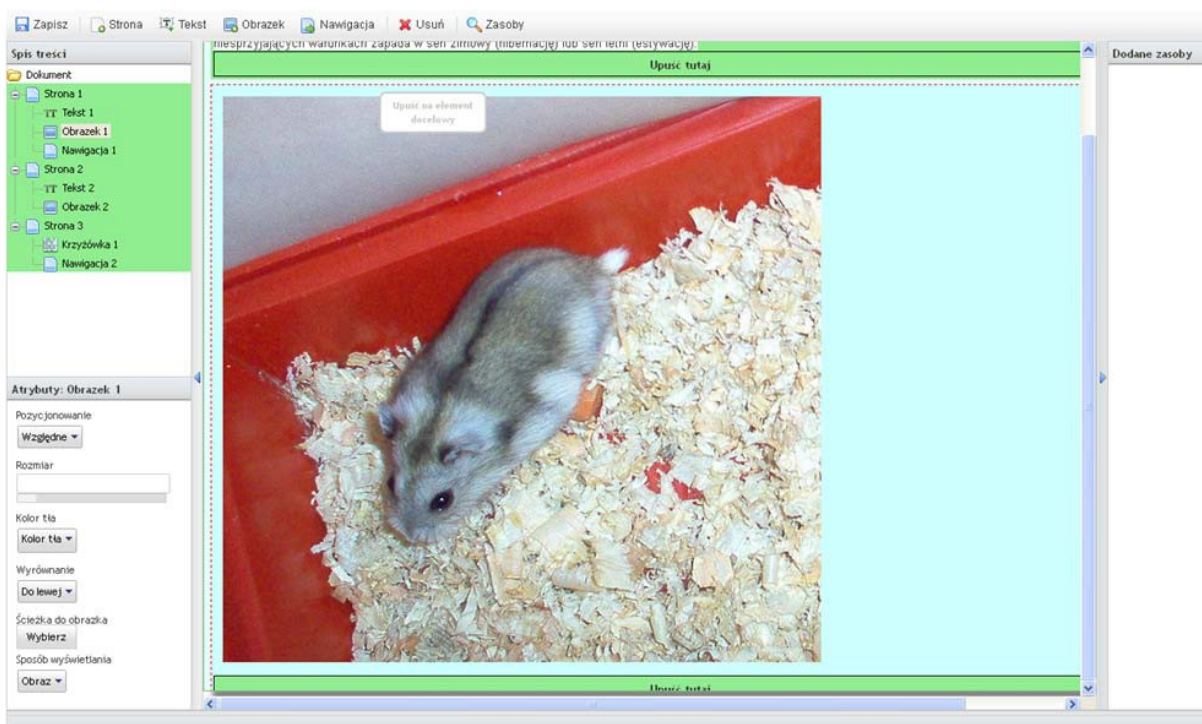 Zapisz Strona Tekst Obrazek Nawigacja Usuń Zasoby
Spis treści
Dokument
Strona 1
Tekst 1
Obrazek 1
Nawigacja 1
Strona 2
Tekst 2
Obrazek 2
Strona 3
Krzyżówka 1
Nawigacja 2
Atrybuty: Obrazek 1
Pozycjonowanie
Względne
Rozmiar
Kolor tła
Kolor tła
Wyrównanie
Do lewej
Ścieżka do obrazka
Wybierz
Sposób wyświetlania
Obraz
niesprzyjających warunkach zapada w sen zimowy (hibernację) lub sen letni (estywację).
Upuść tutaj
Upuść na element
docelowy
Upuść tutaj
Dodane zasoby